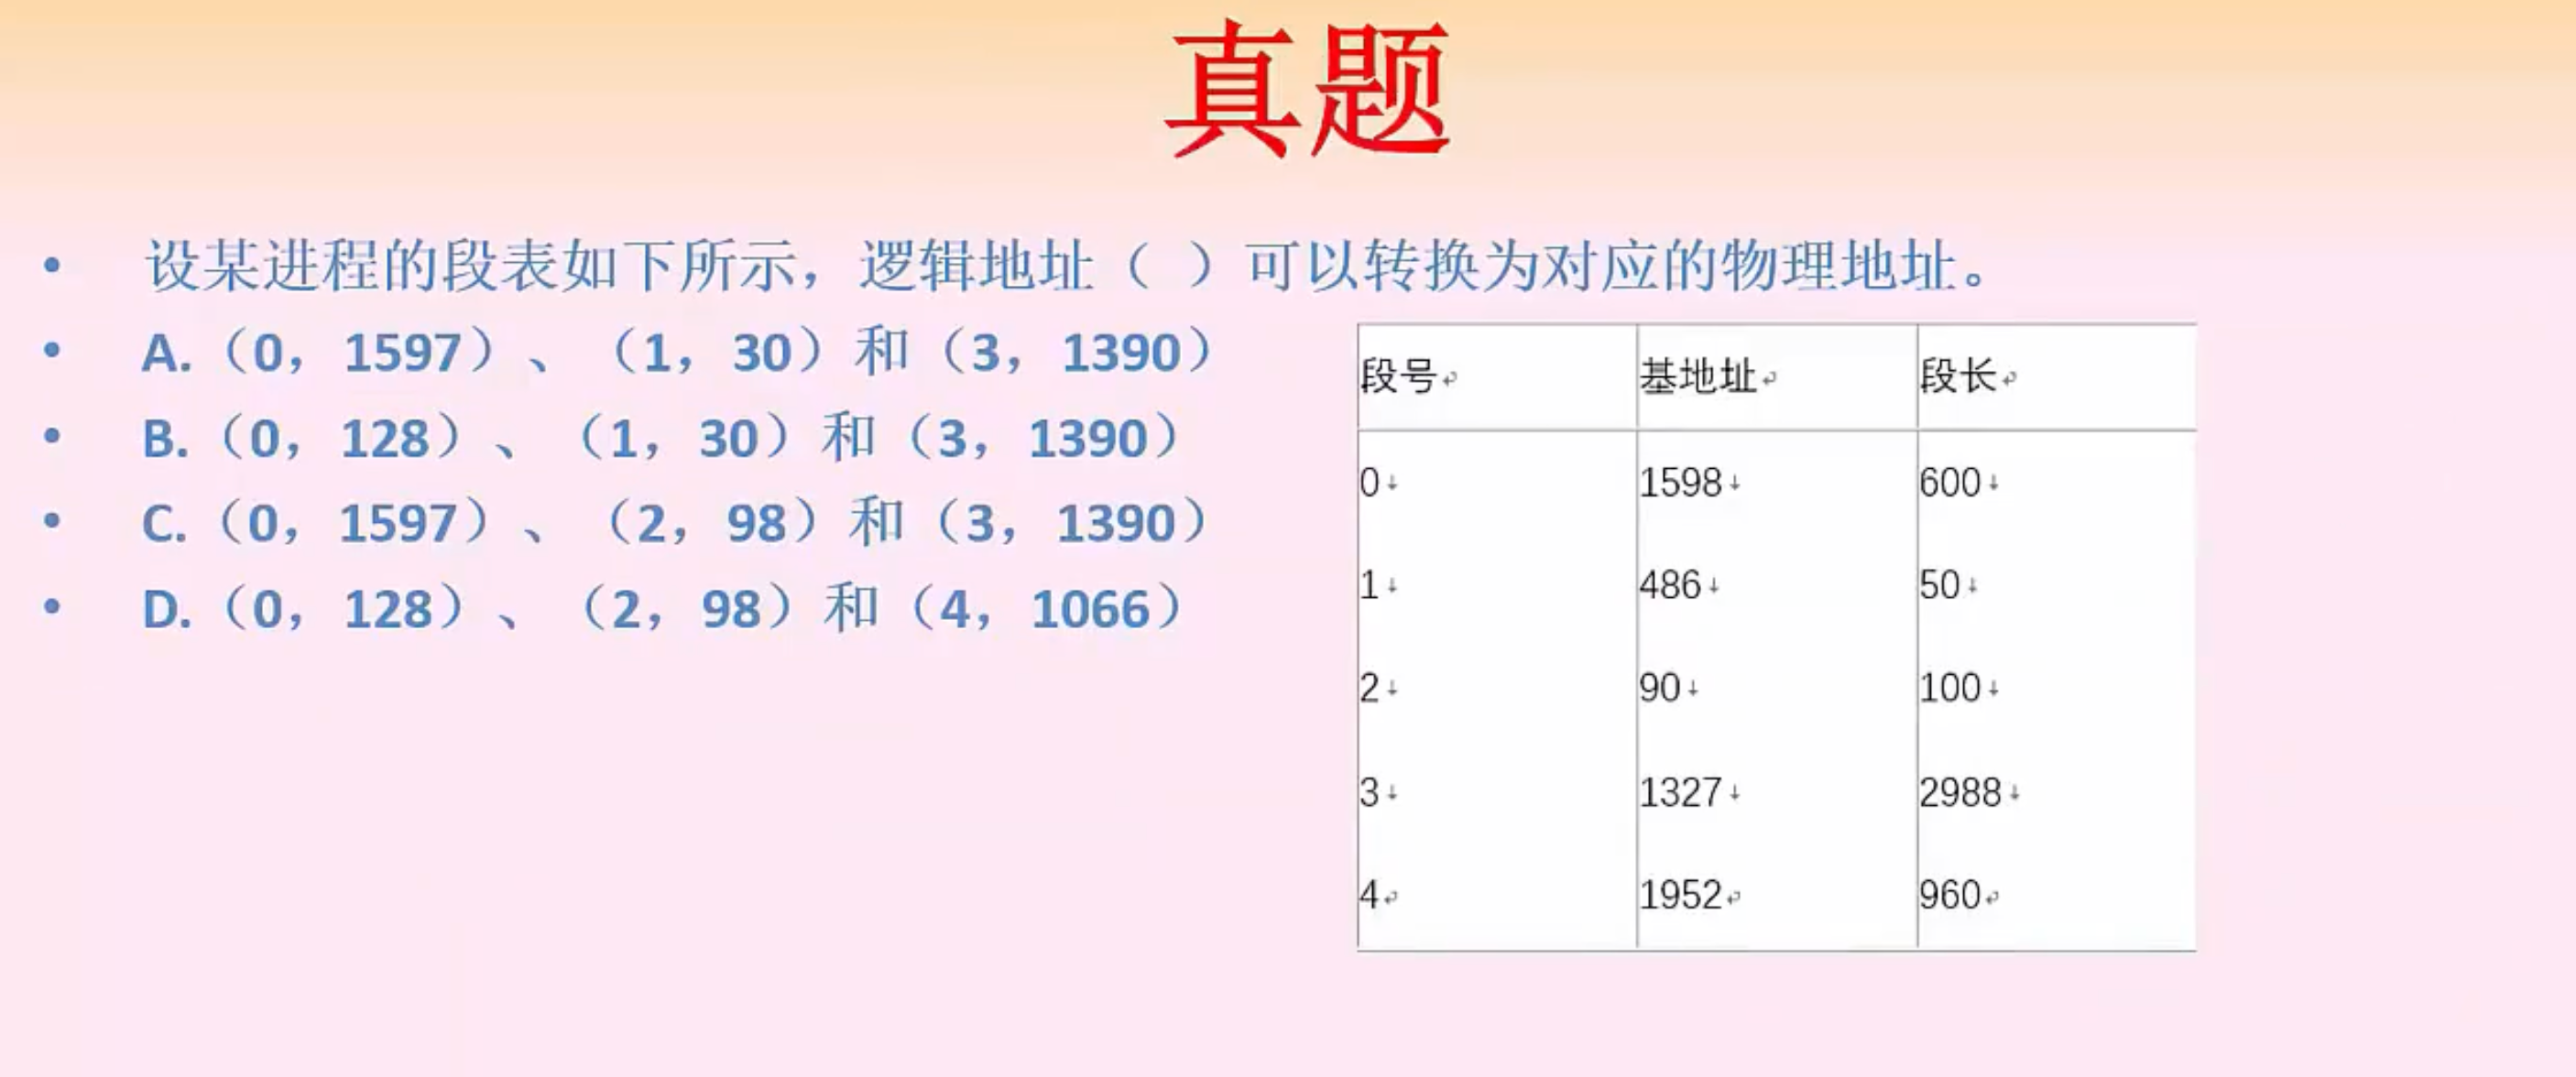 真题
• 设某进程的段表如下所示，逻辑地址（ ）可以转换为对应的物理地址。
• A.（0，1597）、（1，30）和（3，1390）
• B.（0，128）、（1，30）和（3，1390）
• C.（0，1597）、（2，98）和（3，1390）
• D.（0，128）、（2，98）和（4，1066）
段号 基地址 段长
0 1598 600
1 486 50
2 90 100
3 1327 2988
4 1952 960